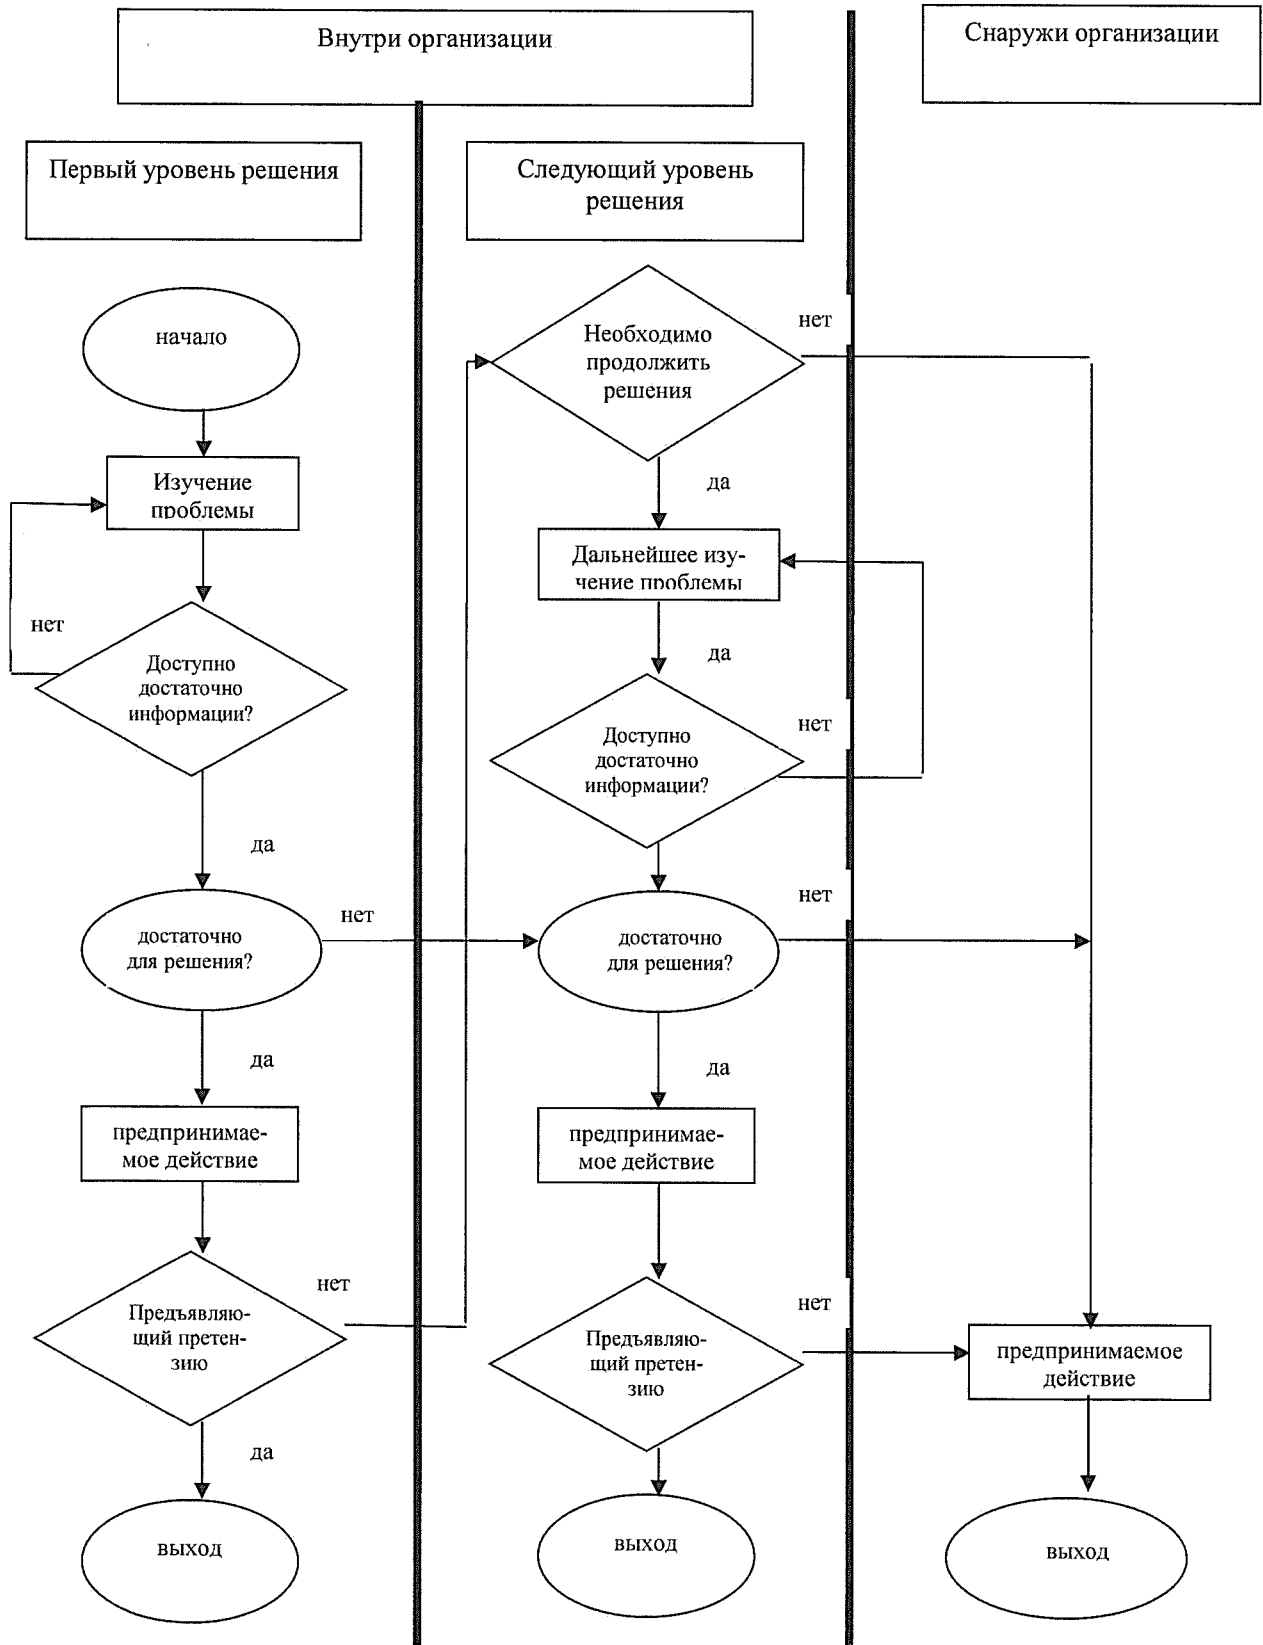 Внутри организации
Снаружи организации
Первый уровень решения
Следующий уровень
решения
начало
Изучение
проблемы
нет
Доступно
достаточно
информации?
да
достаточно
для решения?
нет
да
предпринимае-
мое действие
Предъявляю-
щий претен-
зию
нет
да
выход
Необходимо
продолжить
решения
нет
да
Дальнейшее изу-
чение проблемы
да
Доступно
достаточно
информации?
нет
достаточно
для решения?
нет
да
предпринимае-
мое действие
Предъявляю-
щий претен-
зию
нет
выход
предпринимаемое
действие
выход